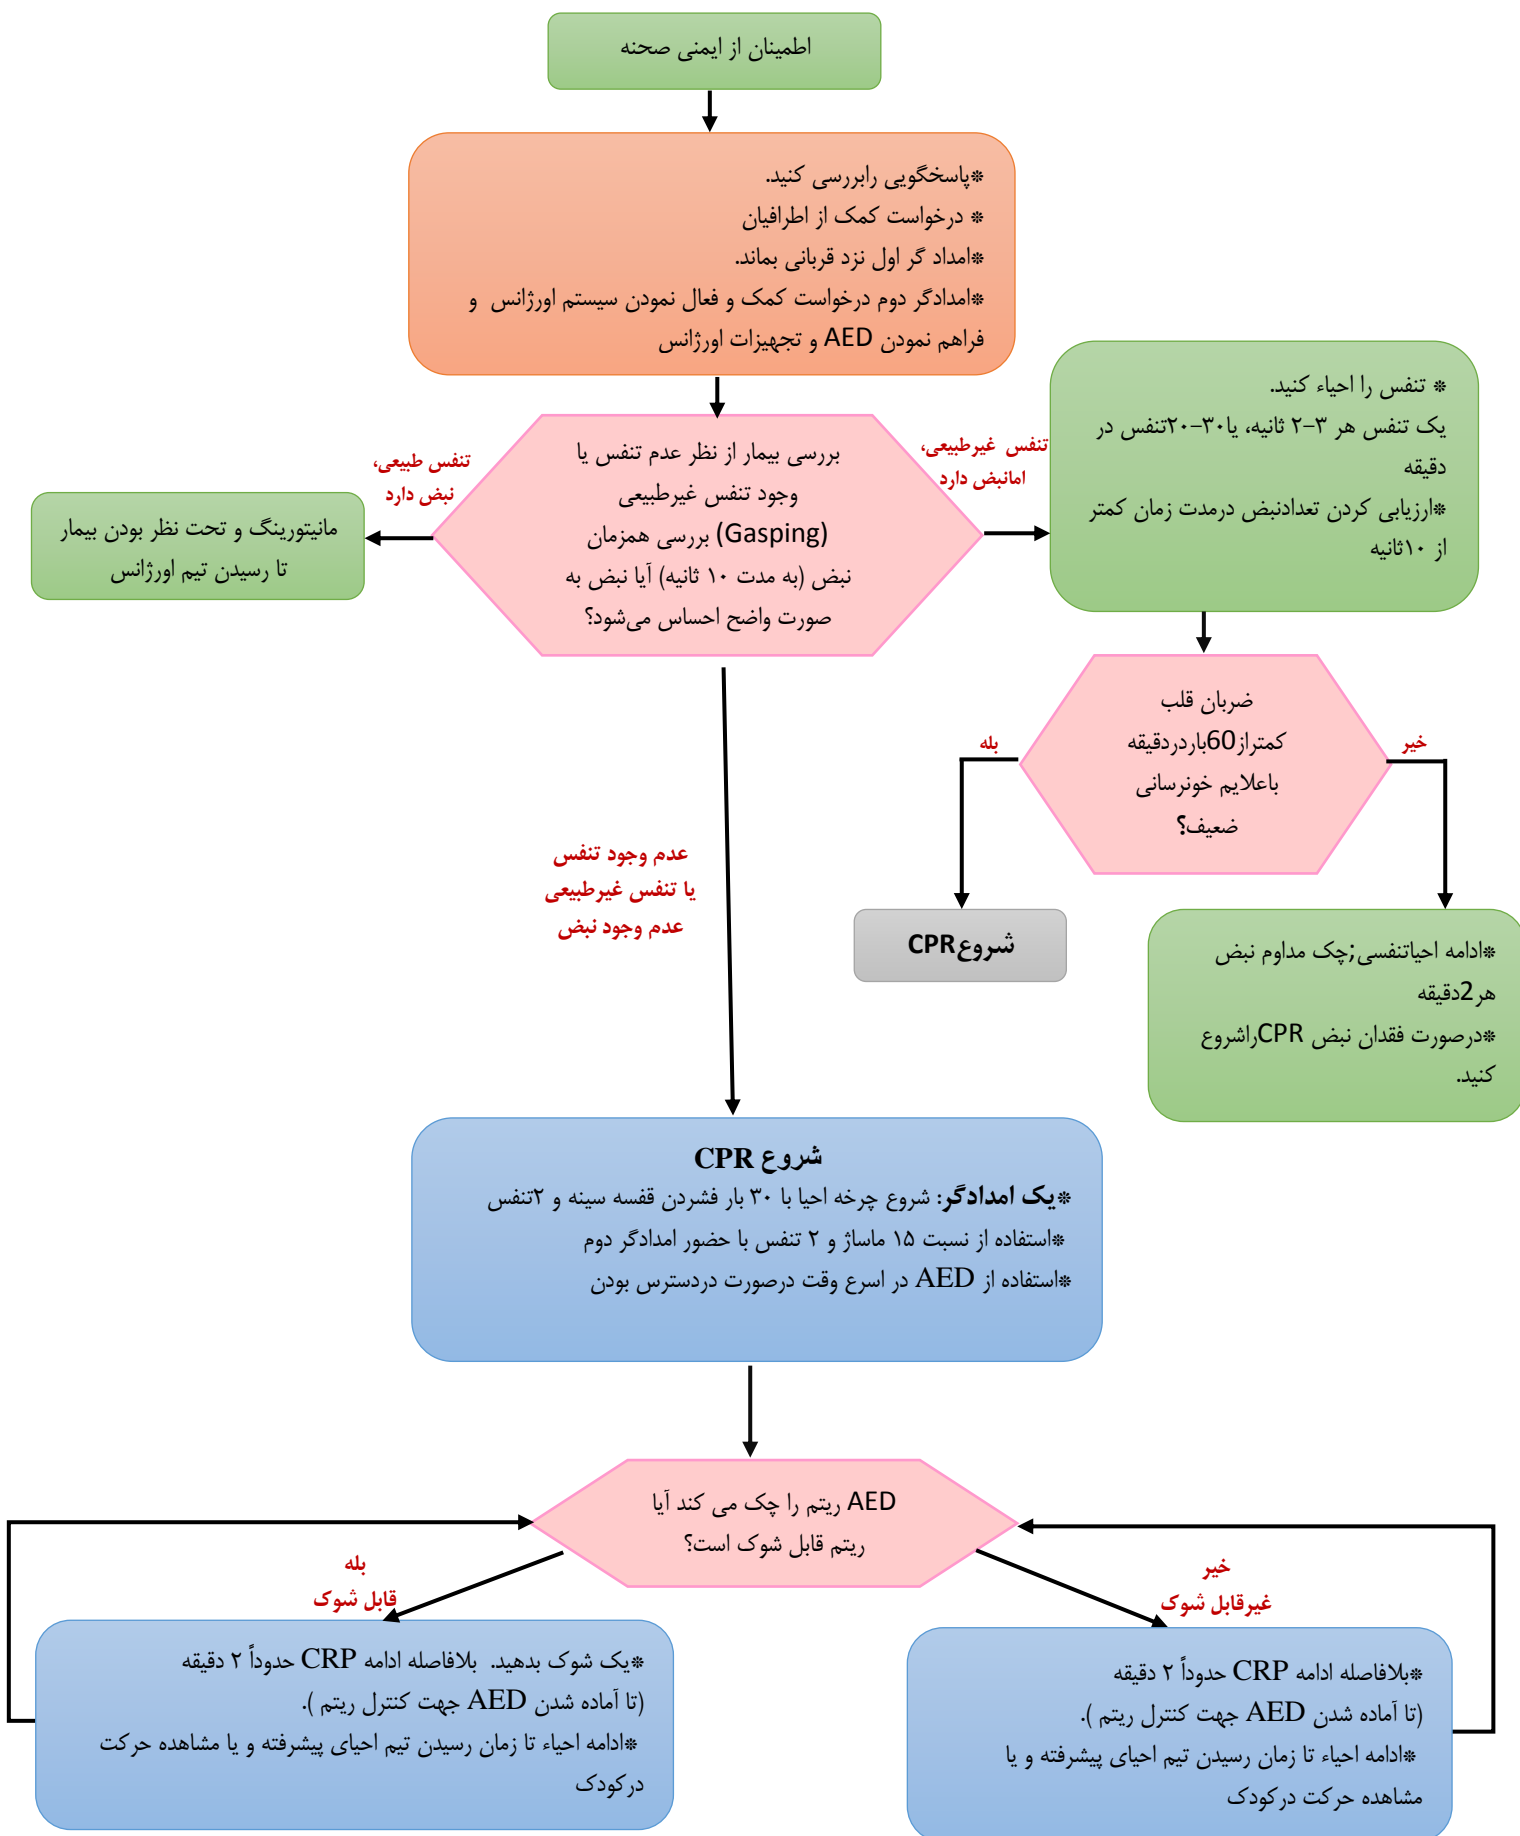 اطمینان از ایمنی صحنه
*پاسخگویی رابررسی کنید.
* درخواست کمک از اطرافیان
*امداد گر اول نزد قربانی بماند.
*امدادگر دوم درخواست کمک و فعال نمودن سیستم اورژانس و
فراهم نمودن AED و تجهیزات اورژانس
* تنفس را احیاء کنید.
یک تنفس هر ۳-۲ ثانیه، یا۳۰-۲۰تنفس در
دقیقه
*ارزیابی کردن تعدادنبض درمدت زمان کمتر
از ۱۰ثانیه
تنفس غیرطبیعی،
امانبض دارد
بررسی بیمار از نظر عدم تنفس یا
وجود تنفس غیرطبیعی
(Gasping) بررسی همزمان
نبض (به مدت ۱۰ ثانیه) آیا نبض به
صورت واضح احساس می‌شود؟
تنفس طبیعی،
نبض دارد
مانیتورینگ و تحت نظر بودن بیمار
تا رسیدن تیم اورژانس
ضربان قلب
کمتراز60باردردقیقه
باعلایم خونرسانی
ضعیف؟
خیر
بله
شروعCPR
*ادامه احیاتنفسی;چک مداوم نبض
هر2دقیقه
*درصورت فقدان نبض CPRراشروع
کنید.
عدم وجود تنفس
یا تنفس غیرطبیعی
عدم وجود نبض
شروع CPR
*یک امدادگر: شروع چرخه احیا با ۳۰ بار فشردن قفسه سینه و ۲تنفس
*استفاده از نسبت ۱۵ ماساژ و ۲ تنفس با حضور امدادگر دوم
*استفاده از AED در اسرع وقت درصورت دردسترس بودن
AED ریتم را چک می کند آیا
ریتم قابل شوک است؟
خیر
غیرقابل شوک
بله
قابل شوک
*بلافاصله ادامه CRP حدوداً ۲ دقیقه
(تا آماده شدن AED جهت کنترل ریتم ).
*ادامه احیاء تا زمان رسیدن تیم احیای پیشرفته و یا
مشاهده حرکت درکودک
*یک شوک بدهید. بلافاصله ادامه CRP حدوداً ۲ دقیقه
(تا آماده شدن AED جهت کنترل ریتم ).
*ادامه احیاء تا زمان رسیدن تیم احیای پیشرفته و یا مشاهده حرکت
درکودک